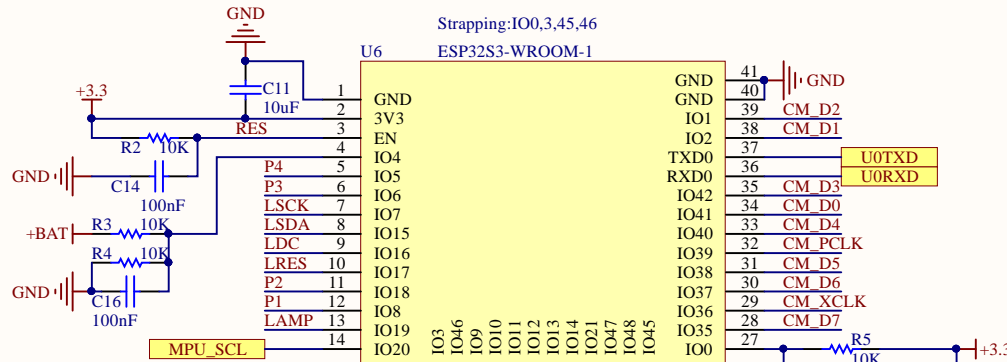 GND
Strapping:IO0,3,45,46
U6 ESP32S3-WROOM-1
+3.3
C11
10uF
RES
R2 10K
GND
C14
100nF
+BAT
R3
10K
R4
10K
GND
C16
100nF
1 GND
2 3V3
3 EN
4 IO4
P4 5 IO5
P3 6 IO6
LSCK 7 IO7
LSDA 8 IO15
LDC 9 IO16
LRES 10 IO17
P2 11 IO18
P1 12 IO8
LAMP 13 IO19
MPU_SCL 14 IO20
IO3
IO46
IO9
IO10
IO11
IO12
IO13
IO14
IO21
IO47
IO48
IO45
GND 41 GND
GND 40
IO1 39 CM_D2
IO2 38 CM_D1
TXD0 37 U0TXD
RXD0 36 U0RXD
IO42 35 CM_D3
IO41 34 CM_D0
IO40 33 CM_D4
IO39 32 CM_PCLK
IO38 31 CM_D5
IO37 30 CM_D6
IO36 29 CM_XCLK
IO35 28 CM_D7
IO0 27
R5
10K
+3.3